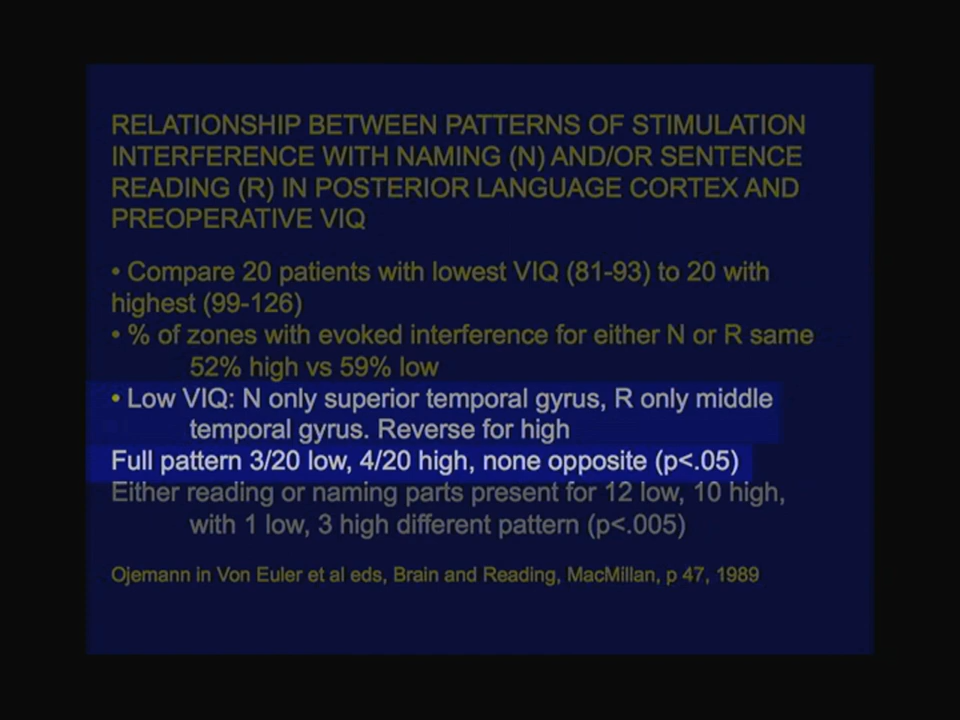 RELATIONSHIP BETWEEN PATTERNS OF STIMULATION
INTERFERENCE WITH NAMING (N) AND/OR SENTENCE
READING (R) IN POSTERIOR LANGUAGE CORTEX AND
PREOPERATIVE VIQ
• Compare 20 patients with lowest VIQ (81-93) to 20 with
highest (99-126)
• % of zones with evoked interference for either N or R same
52% high vs 59% low
• Low VIQ: N only superior temporal gyrus, R only middle
temporal gyrus. Reverse for high
Full pattern 3/20 low, 4/20 high, none opposite (p<.05)
Either reading or naming parts present for 12 low, 10 high,
with 1 low, 3 high different pattern (p<.005)
Ojemann in Von Euler et al eds, Brain and Reading, MacMillan, p 47, 1989